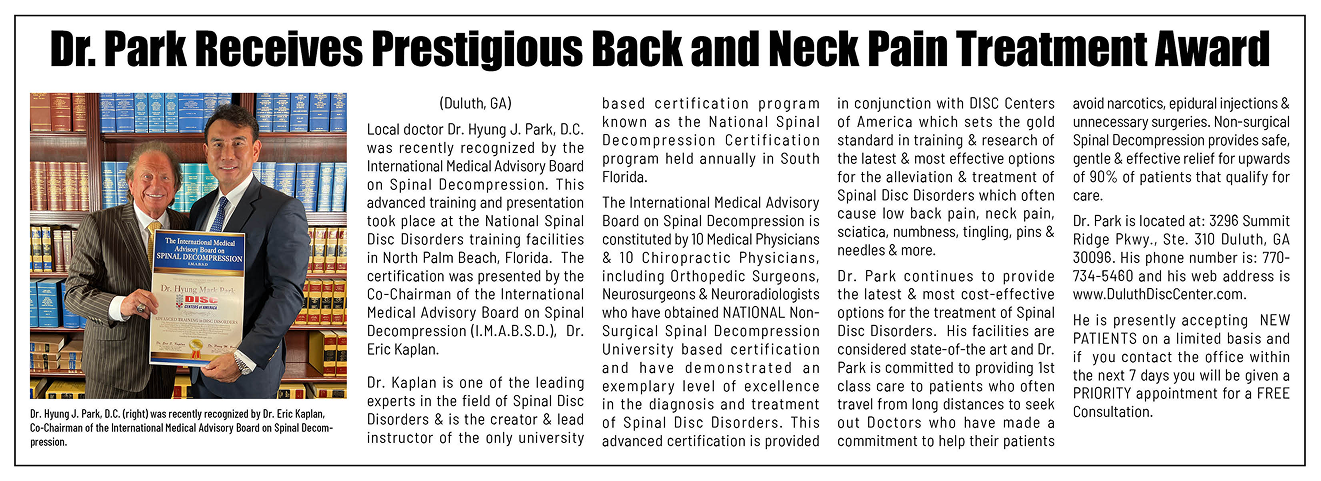 Dr. Park Receives Prestigious Back and Neck Pain Treatment Award
The International Medical
Advisory Board on
SPINAL DECOMPRESSION
I.M.A.B.S.D
Dr. Hyung Mark Park
DISC
CENTERS of AMERICA
ADVANCED TRAINING in DISC DISORDERS
Dr. Hyung J. Park, D.C. (right) was recently recognized by Dr. Eric Kaplan,
Co-Chairman of the International Medical Advisory Board on Spinal Decom-
pression.
(Duluth, GA)
Local doctor Dr. Hyung J. Park, D.C.
was recently recognized by the
International Medical Advisory Board
on Spinal Decompression. This
advanced training and presentation
took place at the National Spinal
Disc Disorders training facilities
in North Palm Beach, Florida. The
certification was presented by the
Co-Chairman of the International
Medical Advisory Board on Spinal
Decompression (I.M.A.B.S.D.), Dr.
Eric Kaplan.
Dr. Kaplan is one of the leading
experts in the field of Spinal Disc
Disorders & is the creator & lead
instructor of the only university
based certification program
known as the National Spinal
Decompression Certification
program held annually in South
Florida.
The International Medical Advisory
Board on Spinal Decompression is
constituted by 10 Medical Physicians
& 10 Chiropractic Physicians,
including Orthopedic Surgeons,
Neurosurgeons & Neuroradiologists
who have obtained NATIONAL Non-
Surgical Spinal Decompression
University based certification
and have demonstrated an
exemplary level of excellence
in the diagnosis and treatment
of Spinal Disc Disorders. This
advanced certification is provided
in conjunction with DISC Centers
of America which sets the gold
standard in training & research of
the latest & most effective options
for the alleviation & treatment of
Spinal Disc Disorders which often
cause low back pain, neck pain,
sciatica, numbness, tingling, pins &
needles & more.
Dr. Park continues to provide
the latest & most cost-effective
options for the treatment of Spinal
Disc Disorders. His facilities are
considered state-of-the art and Dr.
Park is committed to providing 1st
class care to patients who often
travel from long distances to seek
out Doctors who have made a
commitment to help their patients
avoid narcotics, epidural injections &
unnecessary surgeries. Non-surgical
Spinal Decompression provides safe,
gentle & effective relief for upwards
of 90% of patients that qualify for
care.
Dr. Park is located at: 3296 Summit
Ridge Pkwy., Ste. 310 Duluth, GA
30096. His phone number is: 770-
734-5460 and his web address is
www.DuluthDiscCenter.com.
He is presently accepting NEW
PATIENTS on a limited basis and
if you contact the office within
the next 7 days you will be given a
PRIORITY appointment for a FREE
Consultation.